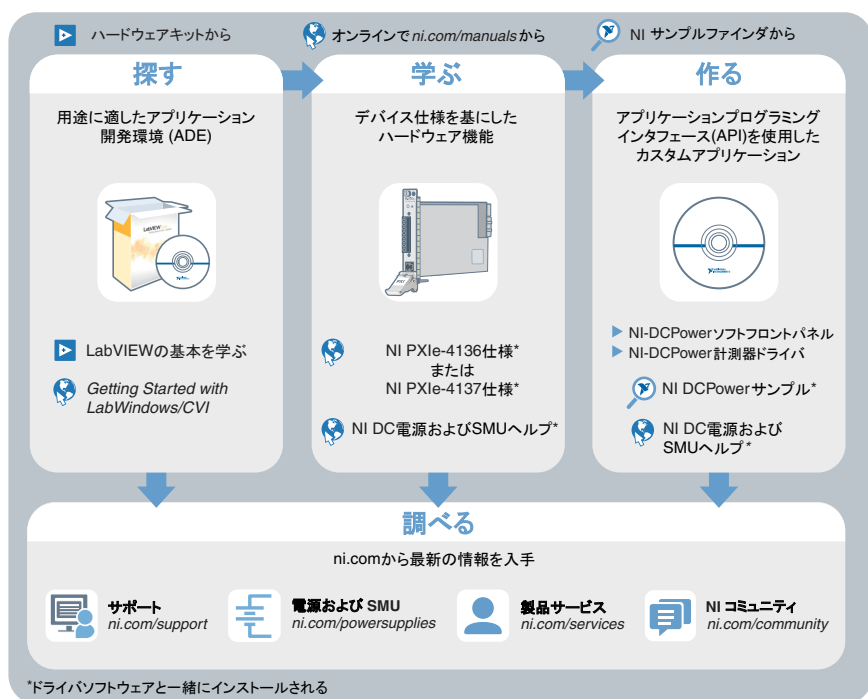 ハードウェアキットから
オンラインでni.com/manualsから
NI サンプルファインダから
探す
用途に適したアプリケーション
開発環境 (ADE)
LabVIEW
LabVIEWの基本を学ぶ
Getting Started with
LabWindows/CVI
学ぶ
デバイス仕様を基にした
ハードウェア機能
NI PXIe-4136仕様*
または
NI PXIe-4137仕様*
NI DC電源およびSMUヘルプ*
作る
アプリケーションプログラミング
インタフェース(API)を使用した
カスタムアプリケーション
NI-DCPowerソフトフロントパネル
NI-DCPower計測器ドライバ
NI DCPowerサンプル*
NI DC電源および
SMUヘルプ*
調べる
ni.comから最新の情報を入手
サポート
ni.com/support
電源および SMU
ni.com/powersupplies
製品サービス
ni.com/services
NI コミュニティ
ni.com/community
*ドライバソフトウェアと一緒にインストールされる